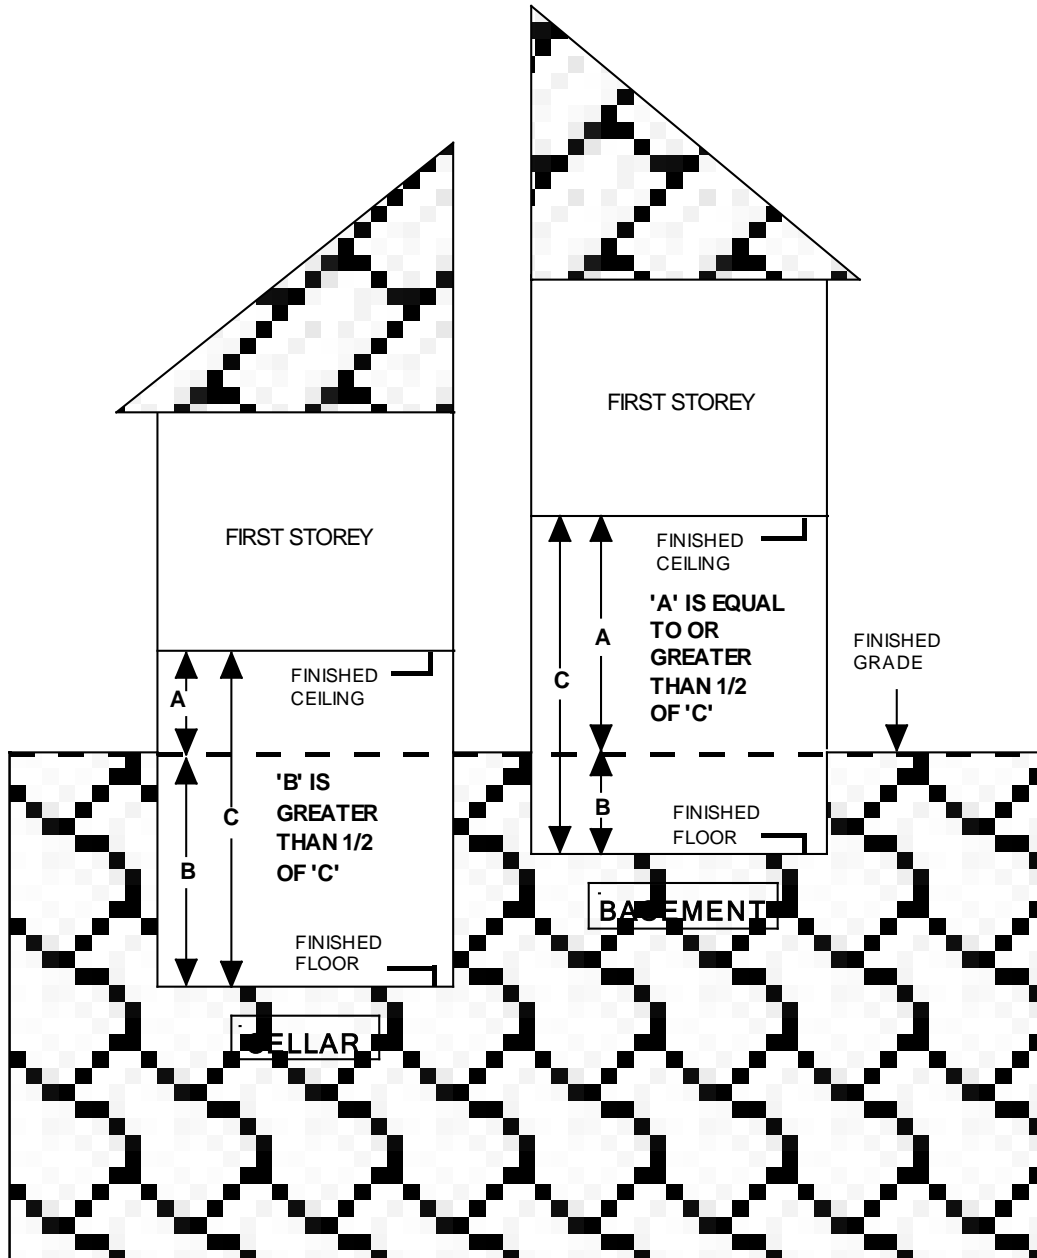 FIRST STOREY
FIRST STOREY
FINISHED
CEILING
'A' IS EQUAL
TO OR
GREATER
THAN 1/2
OF 'C'
A
C
B
FINISHED
FLOOR
BASEMENT
FINISHED
GRADE
FINISHED
CEILING
A
C
B
'B' IS
GREATER
THAN 1/2
OF 'C'
FINISHED
FLOOR
CELLAR